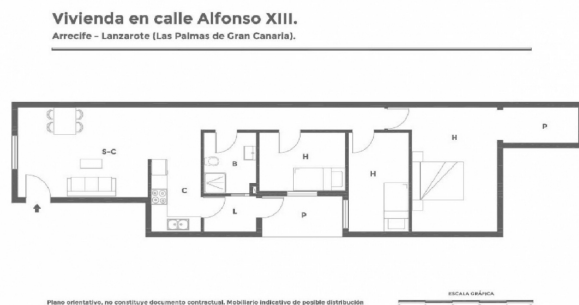 Vivienda en calle Alfonso XIII.
Arrecife - Lanzarote (Las Palmas de Gran Canaria).
P
S-C
B
H
H
H
C
L
P
Plano orientativo, no constituye documento contractual. Mobiliario indicativo de posible distribución
ESCALA GRÁFICA